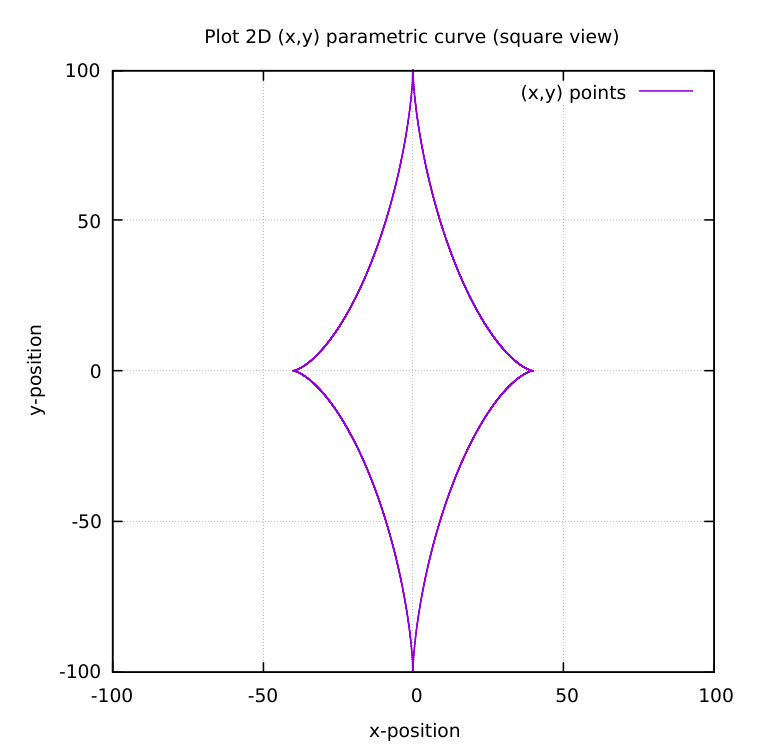 Plot 2D (x,y) parametric curve (square view)
(x,y) points
100
50
0
-50
-100
y-position
-100 -50 0 50 100
x-position